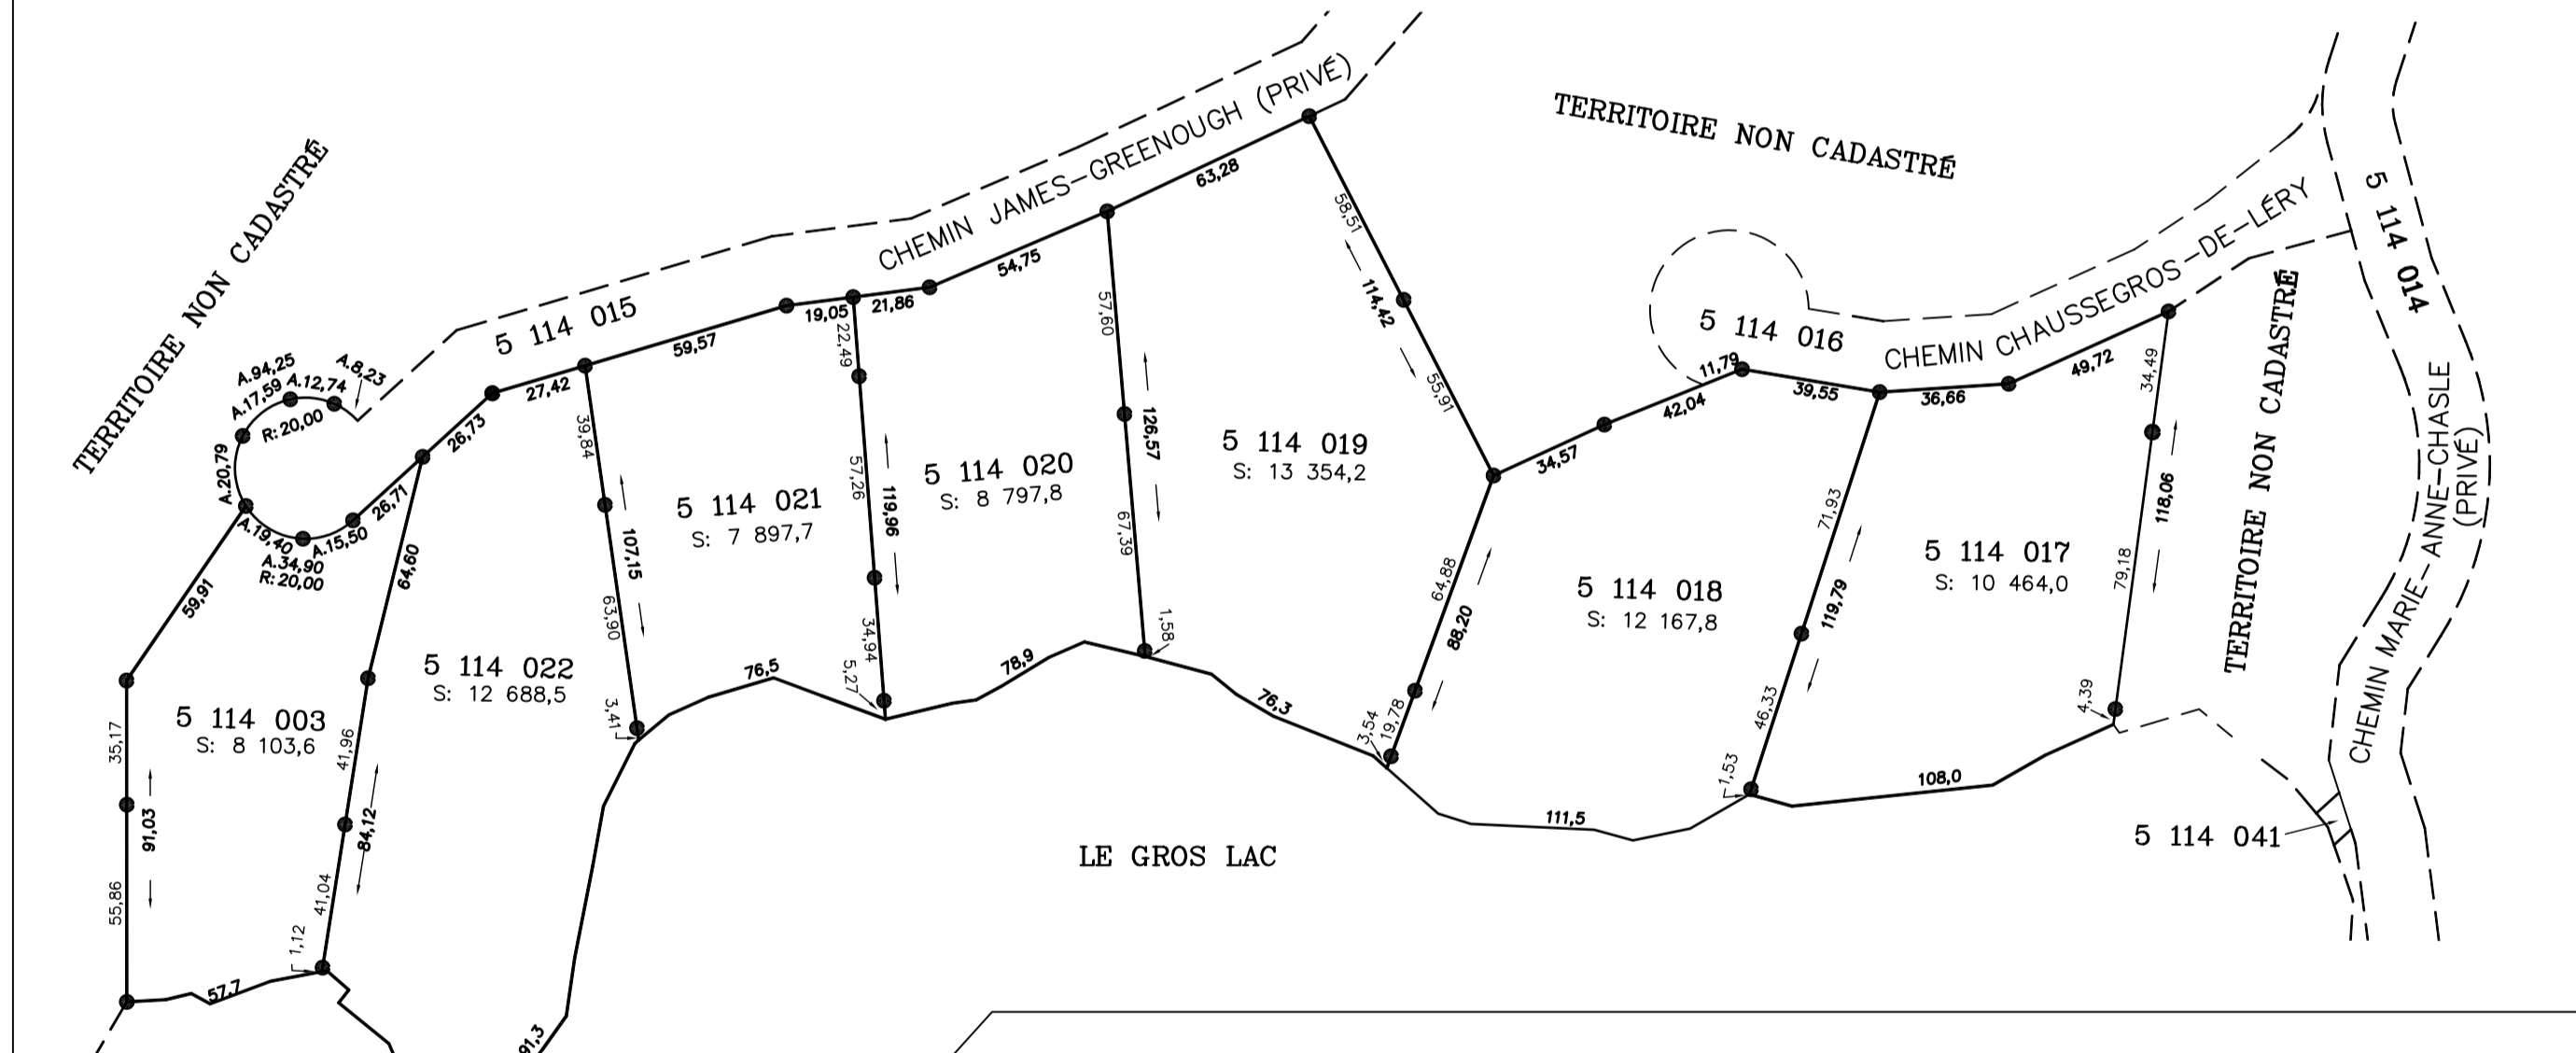 TERRITOIRE NON CADASTRÉ
A.94,25
A.17,59
A.12,74
A.8,23
R: 20,00
A.20,79
A.19,40
A.15,50
A.34,90
R: 20,00
59,91
26,71
26,73
27,42
59,57
19,05
21,86
54,75
63,28
5 114 015
CHEMIN JAMES-GREENOUGH (PRIVÉ)
TERRITOIRE NON CADASTRÉ
5 114 016
CHEMIN CHAUSSEGROS-DE-LÉRY
5 114 014
CHEMIN MARIE-ANNE-CHASLE
(PRIVÉ)
TERRITOIRE NON CADASTRÉ
5 114 003
S: 8 103,6
35,17
91,03
55,86
57,7
64,60
41,96
84,12
41,04
1,12
5 114 022
S: 12 688,5
91,3
39,84
107,15
63,90
3,41
5 114 021
S: 7 897,7
76,5
22,49
57,26
119,96
34,94
5,27
5 114 020
S: 8 797,8
78,9
57,60
126,57
67,39
1,58
5 114 019
S: 13 354,2
76,3
58,51
114,42
55,91
34,57
42,04
11,79
39,55
36,66
49,72
64,88
88,20
19,78
3,54
5 114 018
S: 12 167,8
111,5
71,93
119,79
46,33
1,53
5 114 017
S: 10 464,0
108,0
34,49
118,06
79,18
4,39
5 114 041
LE GROS LAC